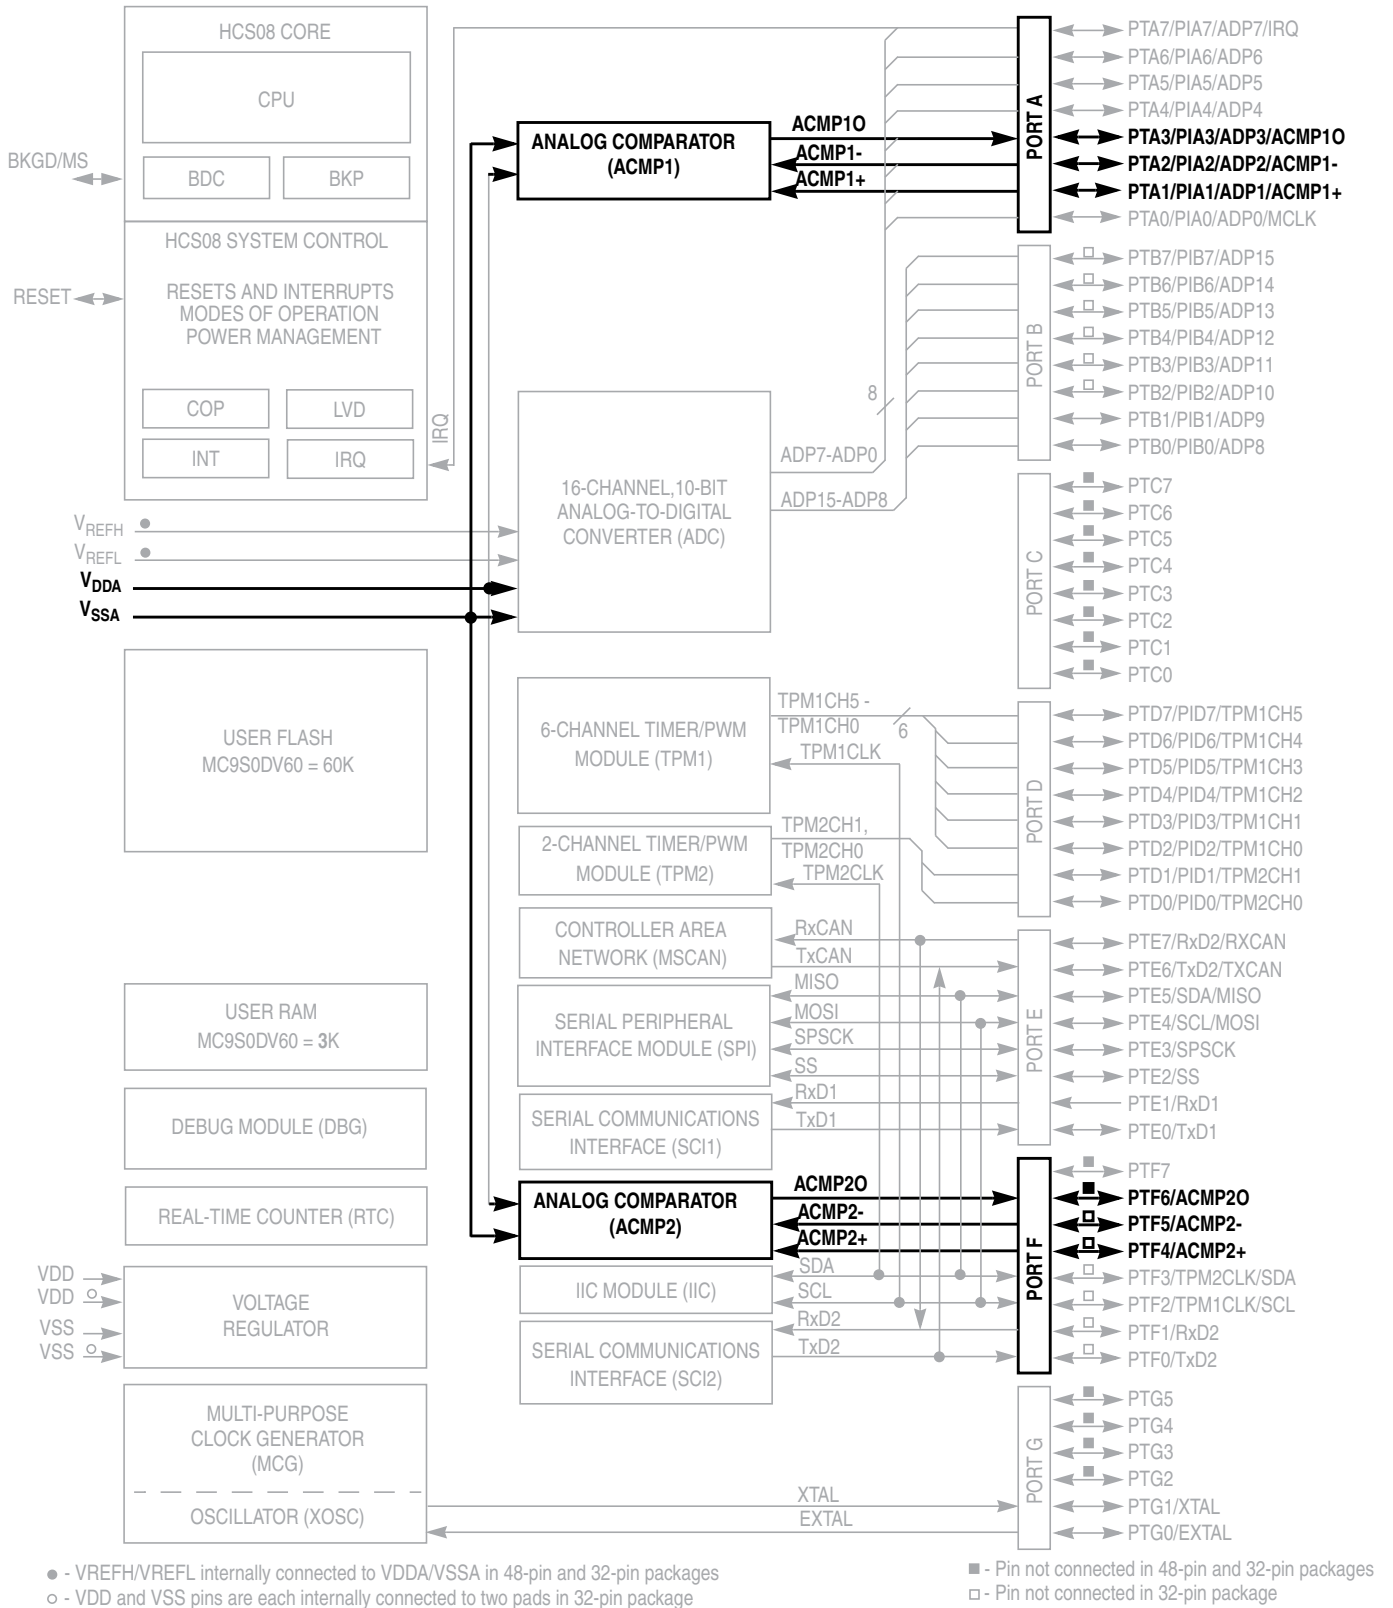 HCS08 CORE
CPU
BDC
BKP
BKGD/MS
HCS08 SYSTEM CONTROL
RESETS AND INTERRUPTS
MODES OF OPERATION
POWER MANAGEMENT
RESET
COP
LVD
INT
IRQ
IRQ
VREFH
VREFL
VDDA
VSSA
USER FLASH
MC9S0DV60 = 60K
USER RAM
MC9S0DV60 = 3K
DEBUG MODULE (DBG)
REAL-TIME COUNTER (RTC)
VDD
VDD
VSS
VSS
VOLTAGE
REGULATOR
MULTI-PURPOSE
CLOCK GENERATOR
(MCG)
OSCILLATOR (XOSC)
ANALOG COMPARATOR
(ACMP1)
ACMP1O
ACMP1-
ACMP1+
16-CHANNEL,10-BIT
ANALOG-TO-DIGITAL
CONVERTER (ADC)
8
ADP7-ADP0
ADP15-ADP8
6-CHANNEL TIMER/PWM
MODULE (TPM1)
TPM1CH5 -
TPM1CH0
6
TPM1CLK
2-CHANNEL TIMER/PWM
MODULE (TPM2)
TPM2CH1,
TPM2CH0
TPM2CLK
CONTROLLER AREA
NETWORK (MSCAN)
RxCAN
TxCAN
SERIAL PERIPHERAL
INTERFACE MODULE (SPI)
MISO
MOSI
SPSCK
SS
SERIAL COMMUNICATIONS
INTERFACE (SCI1)
RxD1
TxD1
ANALOG COMPARATOR
(ACMP2)
ACMP2O
ACMP2-
ACMP2+
IIC MODULE (IIC)
SDA
SCL
SERIAL COMMUNICATIONS
INTERFACE (SCI2)
RxD2
TxD2
XTAL
EXTAL
PORT A
PTA7/PIA7/ADP7/IRQ
PTA6/PIA6/ADP6
PTA5/PIA5/ADP5
PTA4/PIA4/ADP4
PTA3/PIA3/ADP3/ACMP1O
PTA2/PIA2/ADP2/ACMP1-
PTA1/PIA1/ADP1/ACMP1+
PTA0/PIA0/ADP0/MCLK
PORT B
PTB7/PIB7/ADP15
PTB6/PIB6/ADP14
PTB5/PIB5/ADP13
PTB4/PIB4/ADP12
PTB3/PIB3/ADP11
PTB2/PIB2/ADP10
PTB1/PIB1/ADP9
PTB0/PIB0/ADP8
PORT C
PTC7
PTC6
PTC5
PTC4
PTC3
PTC2
PTC1
PTC0
PORT D
PTD7/PID7/TPM1CH5
PTD6/PID6/TPM1CH4
PTD5/PID5/TPM1CH3
PTD4/PID4/TPM1CH2
PTD3/PID3/TPM1CH1
PTD2/PID2/TPM1CH0
PTD1/PID1/TPM2CH1
PTD0/PID0/TPM2CH0
PORT E
PTE7/RxD2/RXCAN
PTE6/TxD2/TXCAN
PTE5/SDA/MISO
PTE4/SCL/MOSI
PTE3/SPSCK
PTE2/SS
PTE1/RxD1
PTE0/TxD1
PORT F
PTF7
PTF6/ACMP2O
PTF5/ACMP2-
PTF4/ACMP2+
PTF3/TPM2CLK/SDA
PTF2/TPM1CLK/SCL
PTF1/RxD2
PTF0/TxD2
PORT G
PTG5
PTG4
PTG3
PTG2
PTG1/XTAL
PTG0/EXTAL
● - VREFH/VREFL internally connected to VDDA/VSSA in 48-pin and 32-pin packages
○ - VDD and VSS pins are each internally connected to two pads in 32-pin package
■ - Pin not connected in 48-pin and 32-pin packages
□ - Pin not connected in 32-pin package